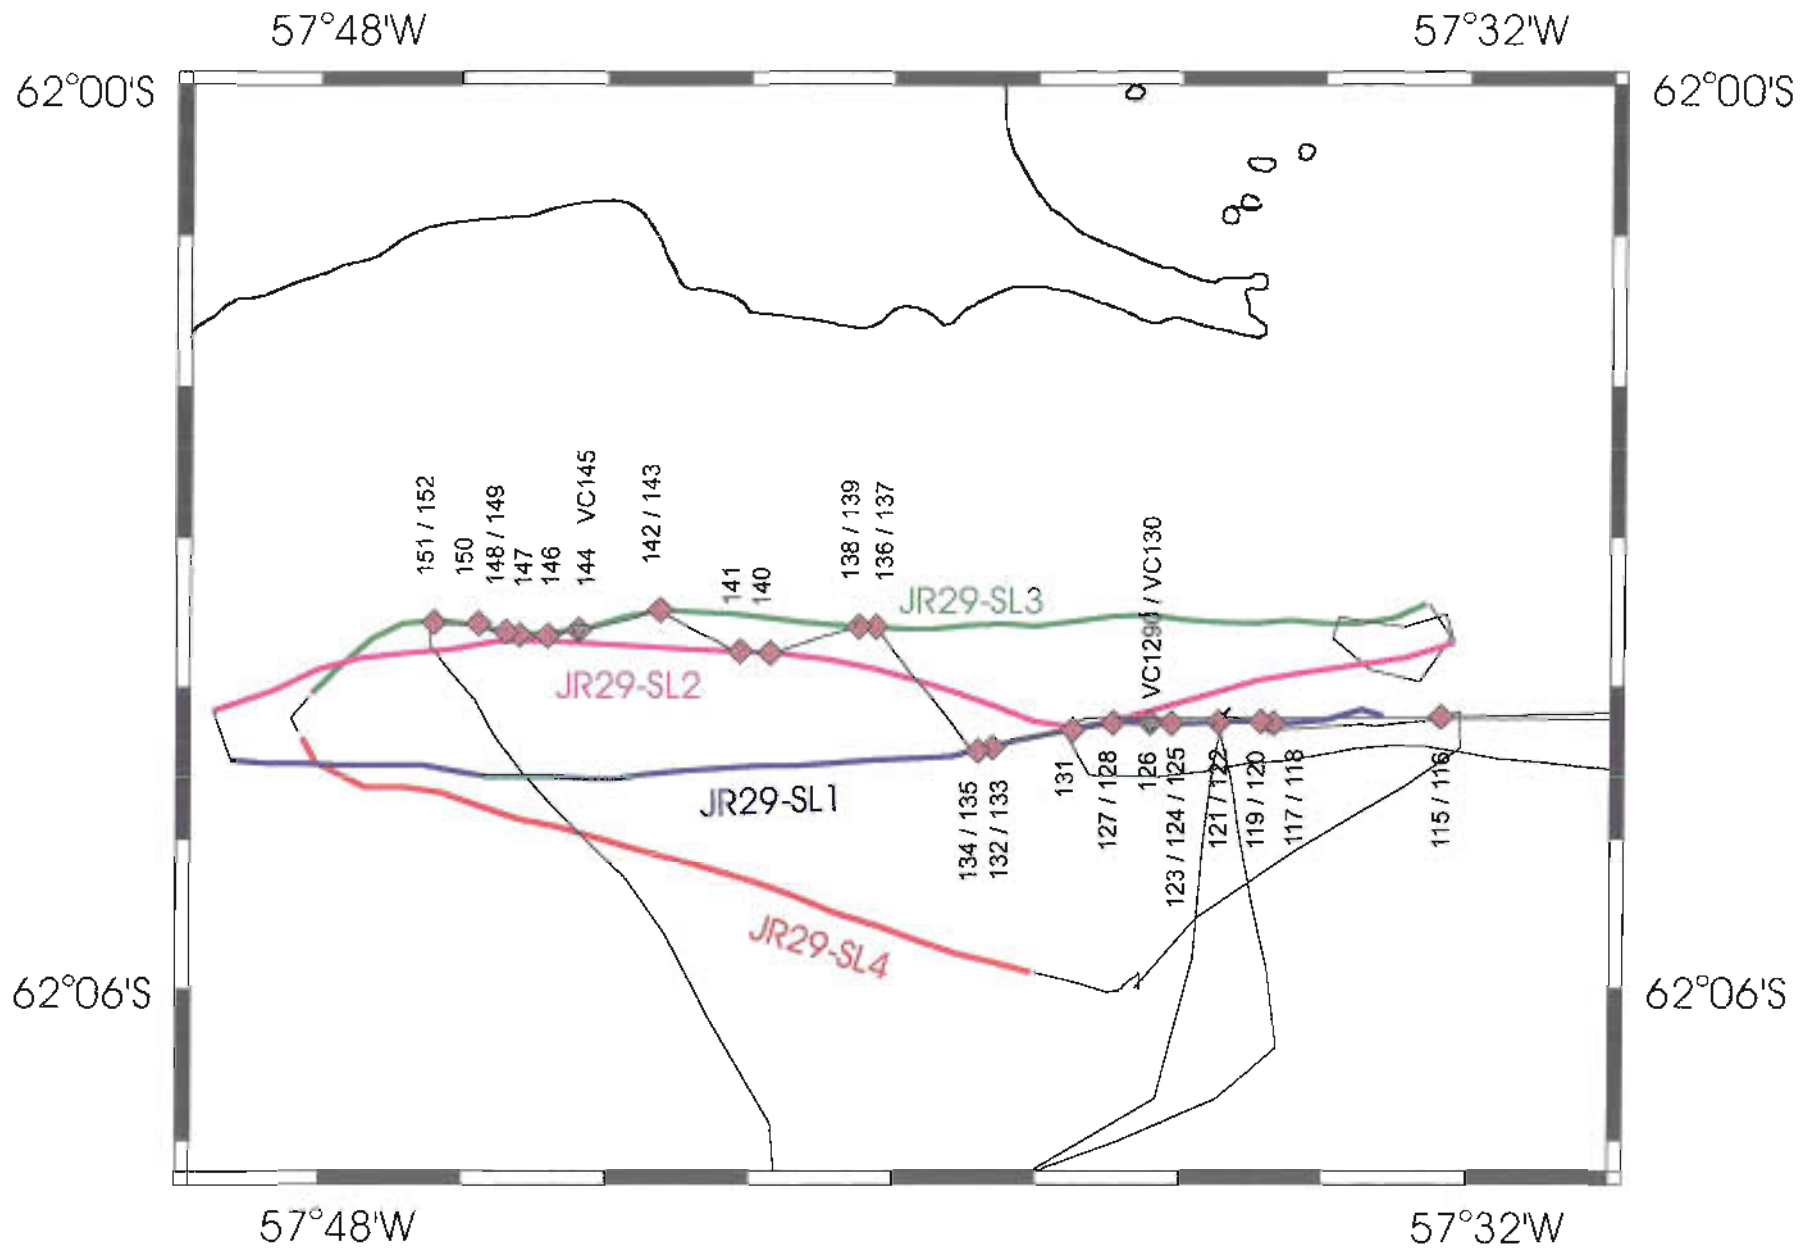 57°48'W
57°32'W
62°00'S
62°00'S
151 / 152
150
148 / 149
147
146
144 VC145
142 / 143
141
140
138 / 139
136 / 137
VC1290 / VC130
JR29-SL3
JR29-SL2
JR29-SL1
JR29-SL4
134 / 135
132 / 133
131
127 / 128
126
123 / 124 / 125
121 / 122
119 / 120
117 / 118
115 / 116
62°06'S
62°06'S
57°48'W
57°32'W